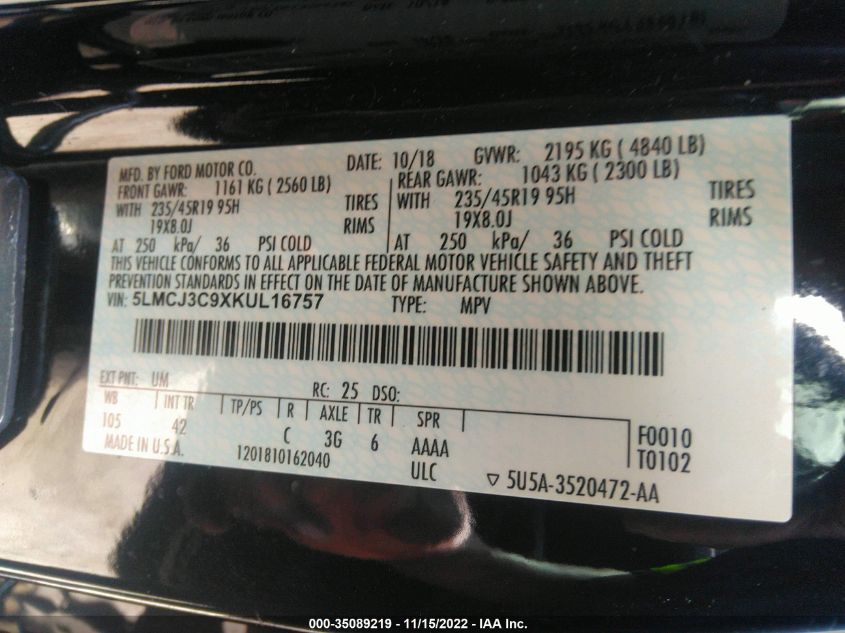 MFD. BY FORD MOTOR CO. DATE: 10/18 GVWR: 2195 KG ( 4840 LB)
FRONT GAWR: 1161 KG ( 2560 LB) REAR GAWR: 1043 KG ( 2300 LB)
WITH 235/45R19 95H TIRES WITH 235/45R19 95H TIRES
19X8.0J RIMS 19X8.0J RIMS
AT 250 kPa/ 36 PSI COLD AT 250 kPa/ 36 PSI COLD
THIS VEHICLE CONFORMS TO ALL APPLICABLE FEDERAL MOTOR VEHICLE SAFETY AND THEFT
PREVENTION STANDARDS IN EFFECT ON THE DATE OF MANUFACTURE SHOWN ABOVE.
VIN: 5LMCJ3C9XKUL16757 TYPE: MPV
EXT PNT: UM RC: 25 DSO:
WB INT TR TP/PS R AXLE TR SPR
105 42 C 3G 6 AAAA F0010
MADE IN U.S.A. 1201810162040 ULC T0102
5U5A-3520472-AA
000-35089219 - 11/15/2022 - IAA Inc.